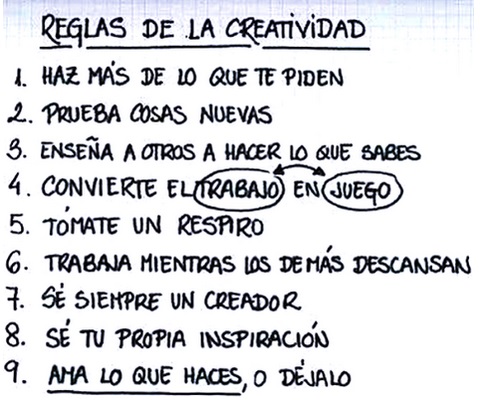 REGLAS DE LA CREATIVIDAD
1. HAZ MÁS DE LO QUE TE PIDEN
2. PRUEBA COSAS NUEVAS
3. ENSEÑA A OTROS A HACER LO QUE SABES
4. CONVIERTE EL TRABAJO EN JUEGO
5. TÓMATE UN RESPIRO
6. TRABAJA MIENTRAS LOS DEMÁS DESCANSAN
7. SÉ SIEMPRE UN CREADOR
8. SÉ TU PROPIA INSPIRACIÓN
9. AMA LO QUE HACES, O DÉJALO